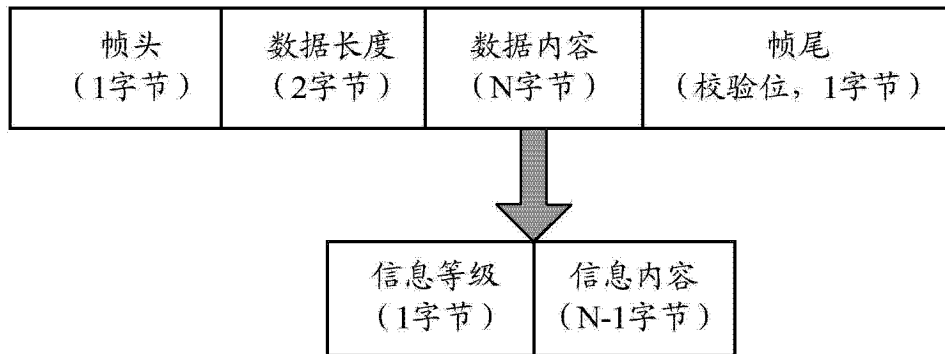 帧头
（1字节）
数据长度
（2字节）
数据内容
（N字节）
帧尾
（校验位，1字节）
信息等级
（1字节）
信息内容
（N-1字节）